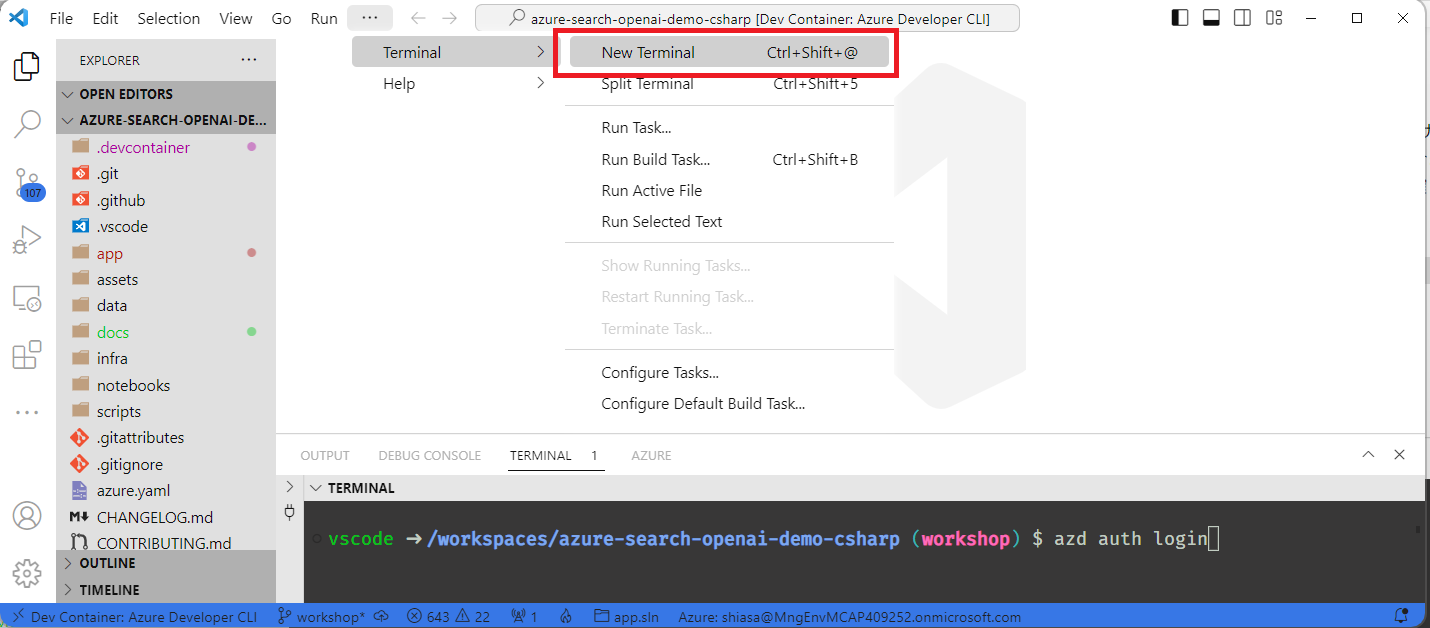 File Edit Selection View Go Run ··· azure-search-openai-demo-csharp [Dev Container: Azure Developer CLI]
EXPLORER ···
OPEN EDITORS
AZURE-SEARCH-OPENAI-DE...
.devcontainer
.git
.github
.vscode
app
assets
data
docs
infra
notebooks
scripts
.gitattributes
.gitignore
azure.yaml
CHANGELOG.md
CONTRIBUTING.md
OUTLINE
TIMELINE
107
Terminal
Help
New Terminal Ctrl+Shift+@
Split Terminal Ctrl+Shift+5
Run Task...
Run Build Task... Ctrl+Shift+B
Run Active File
Run Selected Text
Show Running Tasks...
Restart Running Task...
Terminate Task...
Configure Tasks...
Configure Default Build Task...
OUTPUT DEBUG CONSOLE TERMINAL 1 AZURE
TERMINAL
vscode ➜ /workspaces/azure-search-openai-demo-csharp (workshop) $ azd auth login
Dev Container: Azure Developer CLI workshop* 643 22 1 app.sln Azure: shiasa@MngEnvMCAP409252.onmicrosoft.com